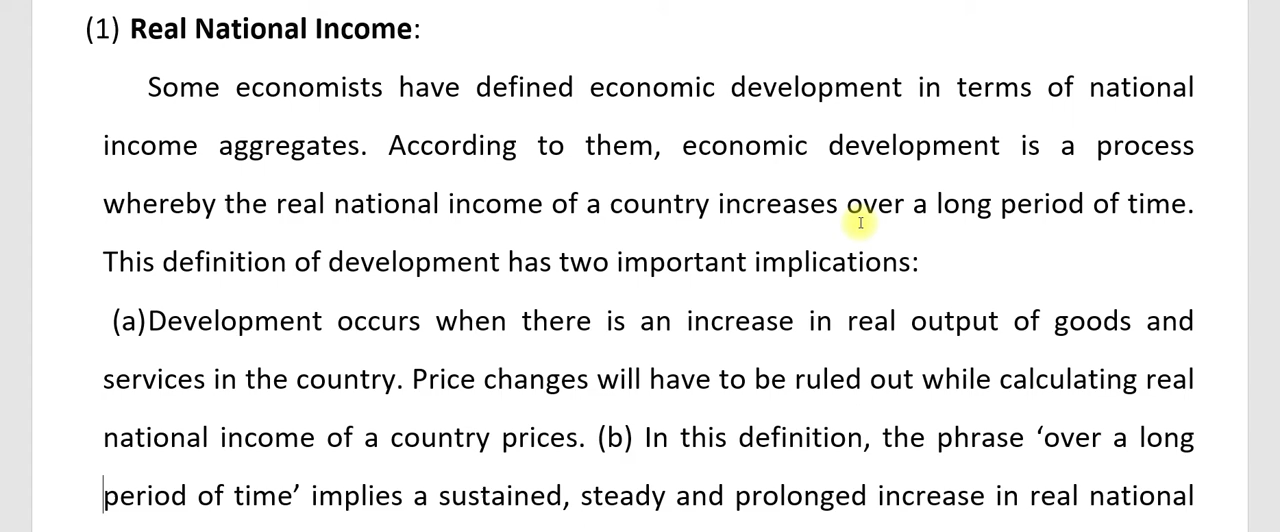 (1) Real National Income:
Some economists have defined economic development in terms of national
income aggregates. According to them, economic development is a process
whereby the real national income of a country increases over a long period of time.
This definition of development has two important implications:
(a)Development occurs when there is an increase in real output of goods and
services in the country. Price changes will have to be ruled out while calculating real
national income of a country prices. (b) In this definition, the phrase ‘over a long
period of time’ implies a sustained, steady and prolonged increase in real national